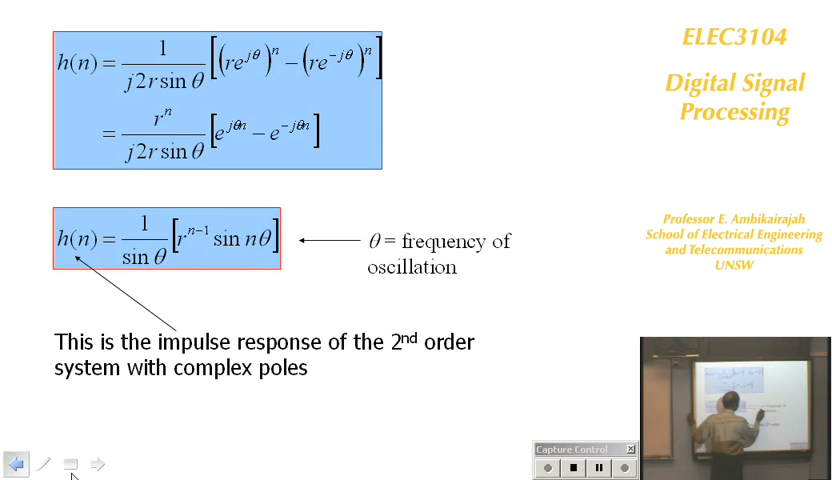 h(n) = 1 / (j2r sin θ) [(re^{jθ})^n − (re^{−jθ})^n]
= r^n / (j2r sin θ) [e^{jθn} − e^{−jθn}]
h(n) = 1 / sin θ [r^{n−1} sin nθ]
θ = frequency of
oscillation
This is the impulse response of the 2nd order
system with complex poles
ELEC3104
Digital Signal
Processing
Professor E. Ambikairajah
School of Electrical Engineering
and Telecommunications
UNSW
Capture Control